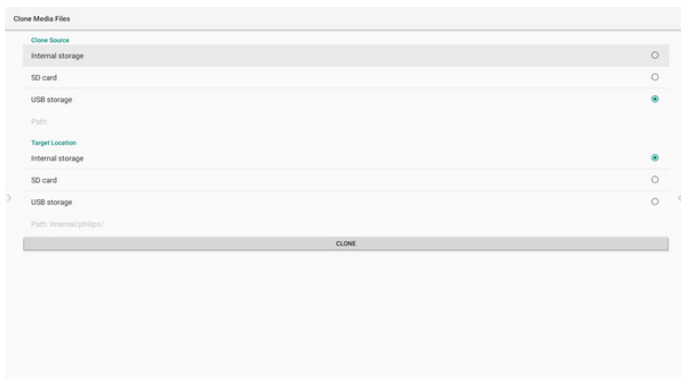 Clone Media Files
Clone Source
Internal storage
SD card
USB storage
Path:
Target Location
Internal storage
SD card
USB storage
Path: Internal/philips/
CLONE